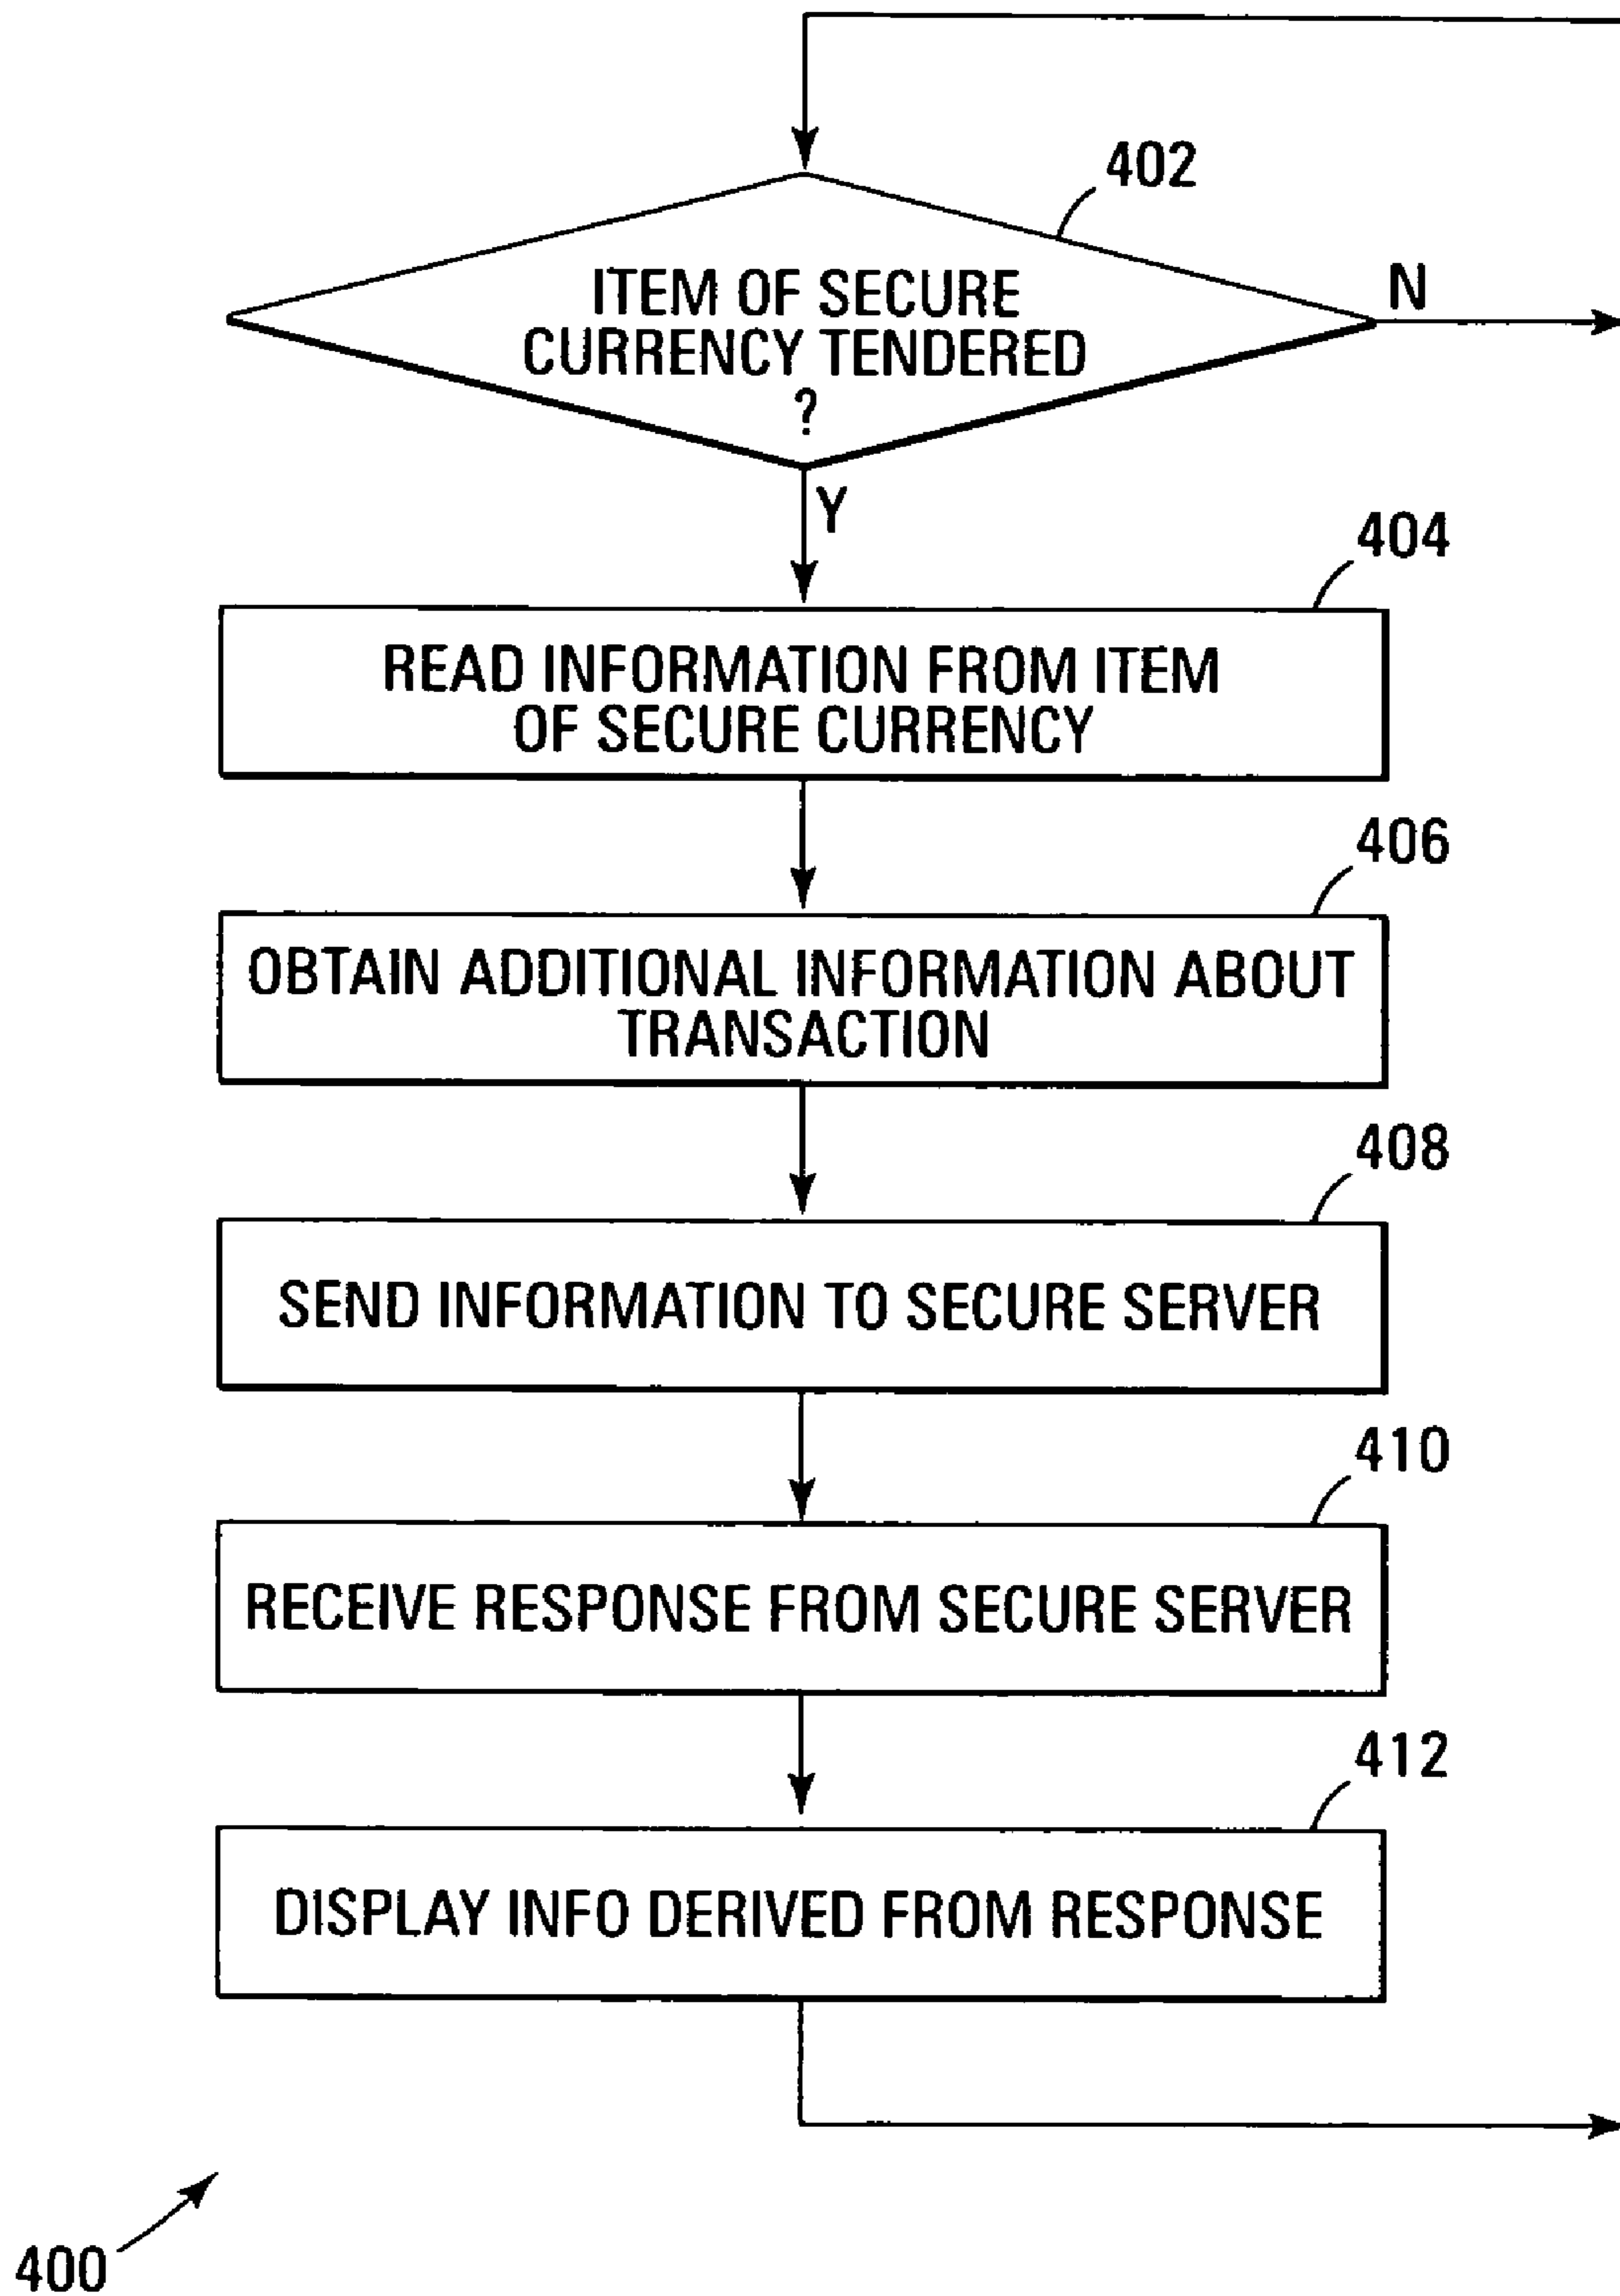 402
ITEM OF SECURE
CURRENCY TENDERED
?
N
Y
404
READ INFORMATION FROM ITEM
OF SECURE CURRENCY
406
OBTAIN ADDITIONAL INFORMATION ABOUT
TRANSACTION
408
SEND INFORMATION TO SECURE SERVER
410
RECEIVE RESPONSE FROM SECURE SERVER
412
DISPLAY INFO DERIVED FROM RESPONSE
400